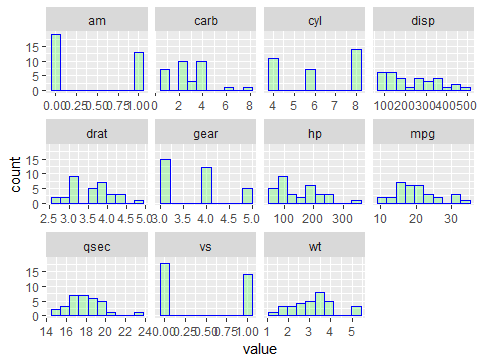 am carb cyl disp
15
10
5
0
0.00 0.25 0.50 0.75 1.00 2 4 6 8 4 5 6 7 8 100 200 300 400 500
drat gear hp mpg
15
10
5
0
2.5 3.0 3.5 4.0 4.5 5.0 3.0 3.5 4.0 4.5 5.0 100 200 300 10 20 30
qsec vs wt
15
10
5
0
14 16 18 20 22 24 0.00 0.25 0.50 0.75 1.00 1 2 3 4 5
count
value